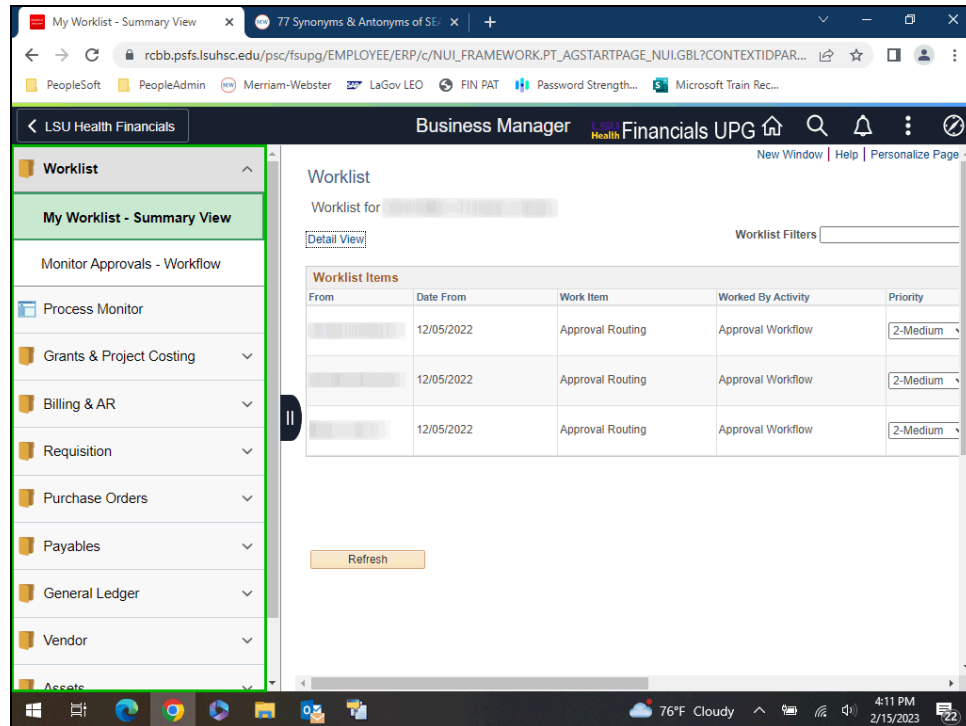 My Worklist - Summary View
77 Synonyms & Antonyms of SE
rcbb.psfs.lsuhsc.edu/psc/fsupg/EMPLOYEE/ERP/c/NUI_FRAMEWORK.PT_AGSTARTPAGE_NUI.GBL?CONTEXTIDPAR...
PeopleSoft PeopleAdmin Merriam-Webster LaGov LEO FIN PAT Password Strength... Microsoft Train Rec...
LSU Health Financials
Business Manager LSU Health Financials UPG
New Window | Help | Personalize Page
Worklist
My Worklist - Summary View
Monitor Approvals - Workflow
Process Monitor
Grants & Project Costing
Billing & AR
Requisition
Purchase Orders
Payables
General Ledger
Vendor
Assets
Worklist
Worklist for
Detail View
Worklist Filters
Worklist Items
From Date From Work Item Worked By Activity Priority
12/05/2022 Approval Routing Approval Workflow 2-Medium
12/05/2022 Approval Routing Approval Workflow 2-Medium
12/05/2022 Approval Routing Approval Workflow 2-Medium
Refresh
76°F Cloudy
4:11 PM
2/15/2023
22